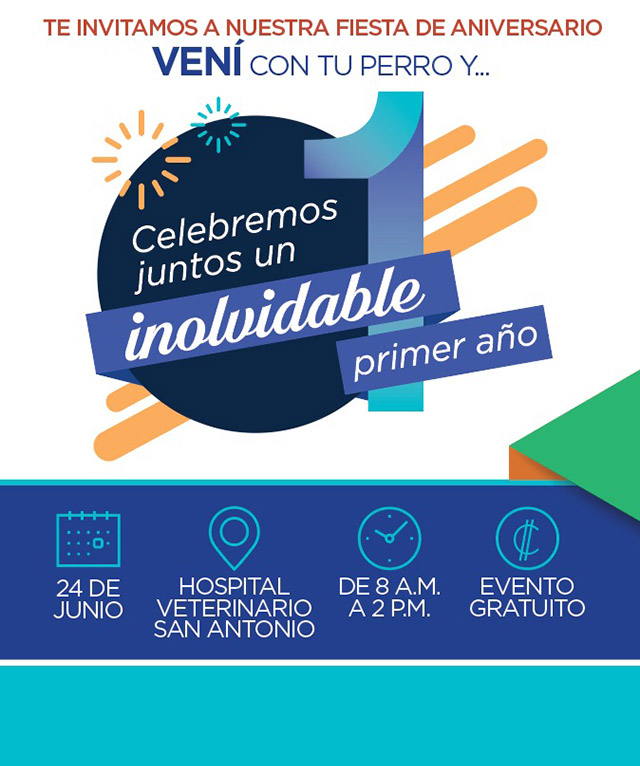 TE INVITAMOS A NUESTRA FIESTA DE ANIVERSARIO
VENÍ CON TU PERRO Y...
1
Celebremos
juntos un
inolvidable
primer año
24 DE
JUNIO
HOSPITAL
VETERINARIO
SAN ANTONIO
DE 8 A.M.
A 2 P.M.
₡
EVENTO
GRATUITO